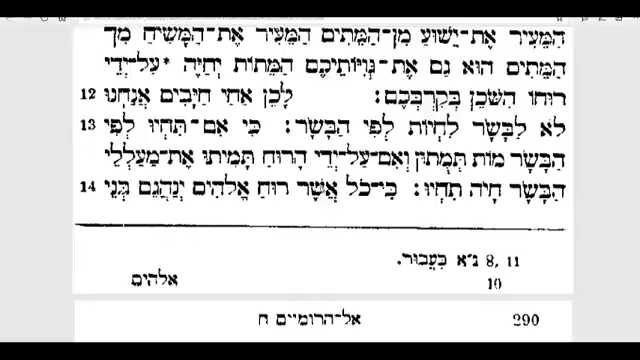 הַמֵּעִיר אֶת־יֵשׁוּעַ מִן־הַמֵּתִים הַמֵּעִיר אֶת־הַמָּשִׁיחַ מִן־
הַמֵּתִים הוּא גַם אֶת־גְּוִיּוֹתֵיכֶם הַמֵּתוֹת יְחַיֶּה *עַל־יְדֵי
רוּחוֹ הַשֹּׁכֵן בְּקִרְבְּכֶם: לָכֵן אַחַי חַיָּבִים אֲנַחְנוּ 12
לֹא לַבָּשָׂר לִחְיוֹת לְפִי הַבָּשָׂר: כִּי אִם־תִּחְיוּ לְפִי 13
הַבָּשָׂר מוֹת תְּמֻתוּן וְאִם־עַל־יְדֵי הָרוּחַ תָּמִיתוּ אֶת־מַעַלְלֵי
הַבָּשָׂר חָיֹה תִחְיוּ: כִּי־כֹל אֲשֶׁר רוּחַ אֱלֹהִים יְנַהֲגֵם בְּנֵי 14
8, 11 נ״א בַּעֲבוּר.
אלהים
290 אל־הרומיים ח